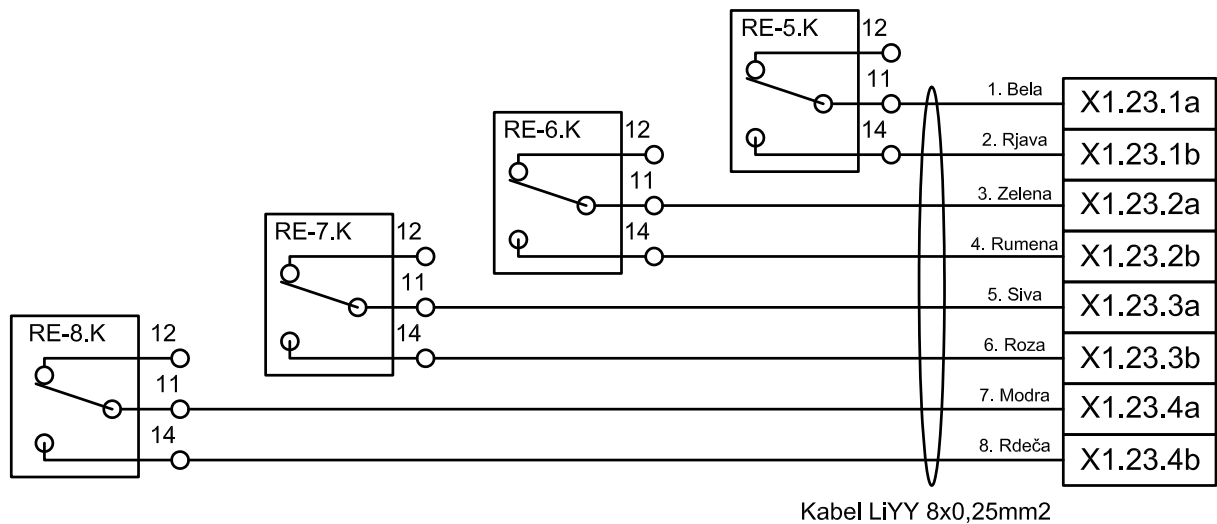 RE-5.K 12
11 1. Bela X1.23.1a
RE-6.K 12 14 2. Rjava X1.23.1b
11 3. Zelena X1.23.2a
RE-7.K 12 14 4. Rumena X1.23.2b
11 5. Siva X1.23.3a
RE-8.K 12 14 6. Roza X1.23.3b
11 7. Modra X1.23.4a
14 8. Rdeča X1.23.4b
Kabel LiYY 8x0,25mm2